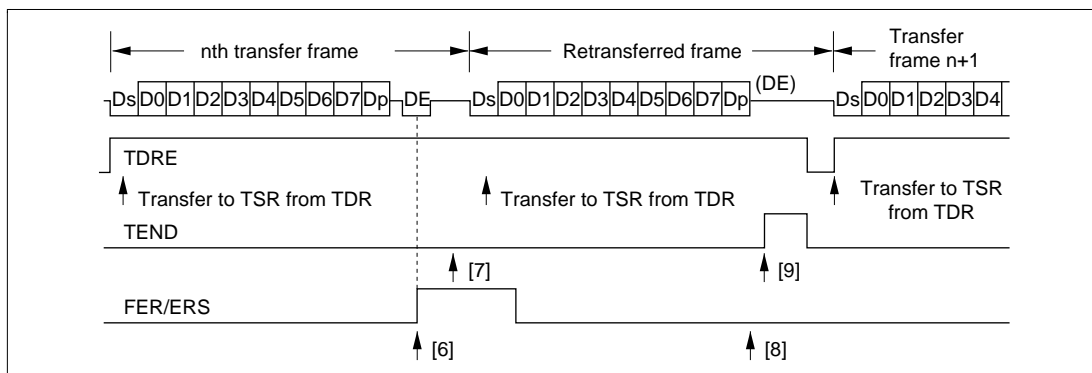 nth transfer frame
Retransferred frame
Transfer
frame n+1
Ds D0 D1 D2 D3 D4 D5 D6 D7 Dp DE
Ds D0 D1 D2 D3 D4 D5 D6 D7 Dp (DE)
Ds D0 D1 D2 D3 D4
TDRE
Transfer to TSR from TDR
Transfer to TSR from TDR
Transfer to TSR
from TDR
TEND
[7]
[9]
FER/ERS
[6]
[8]